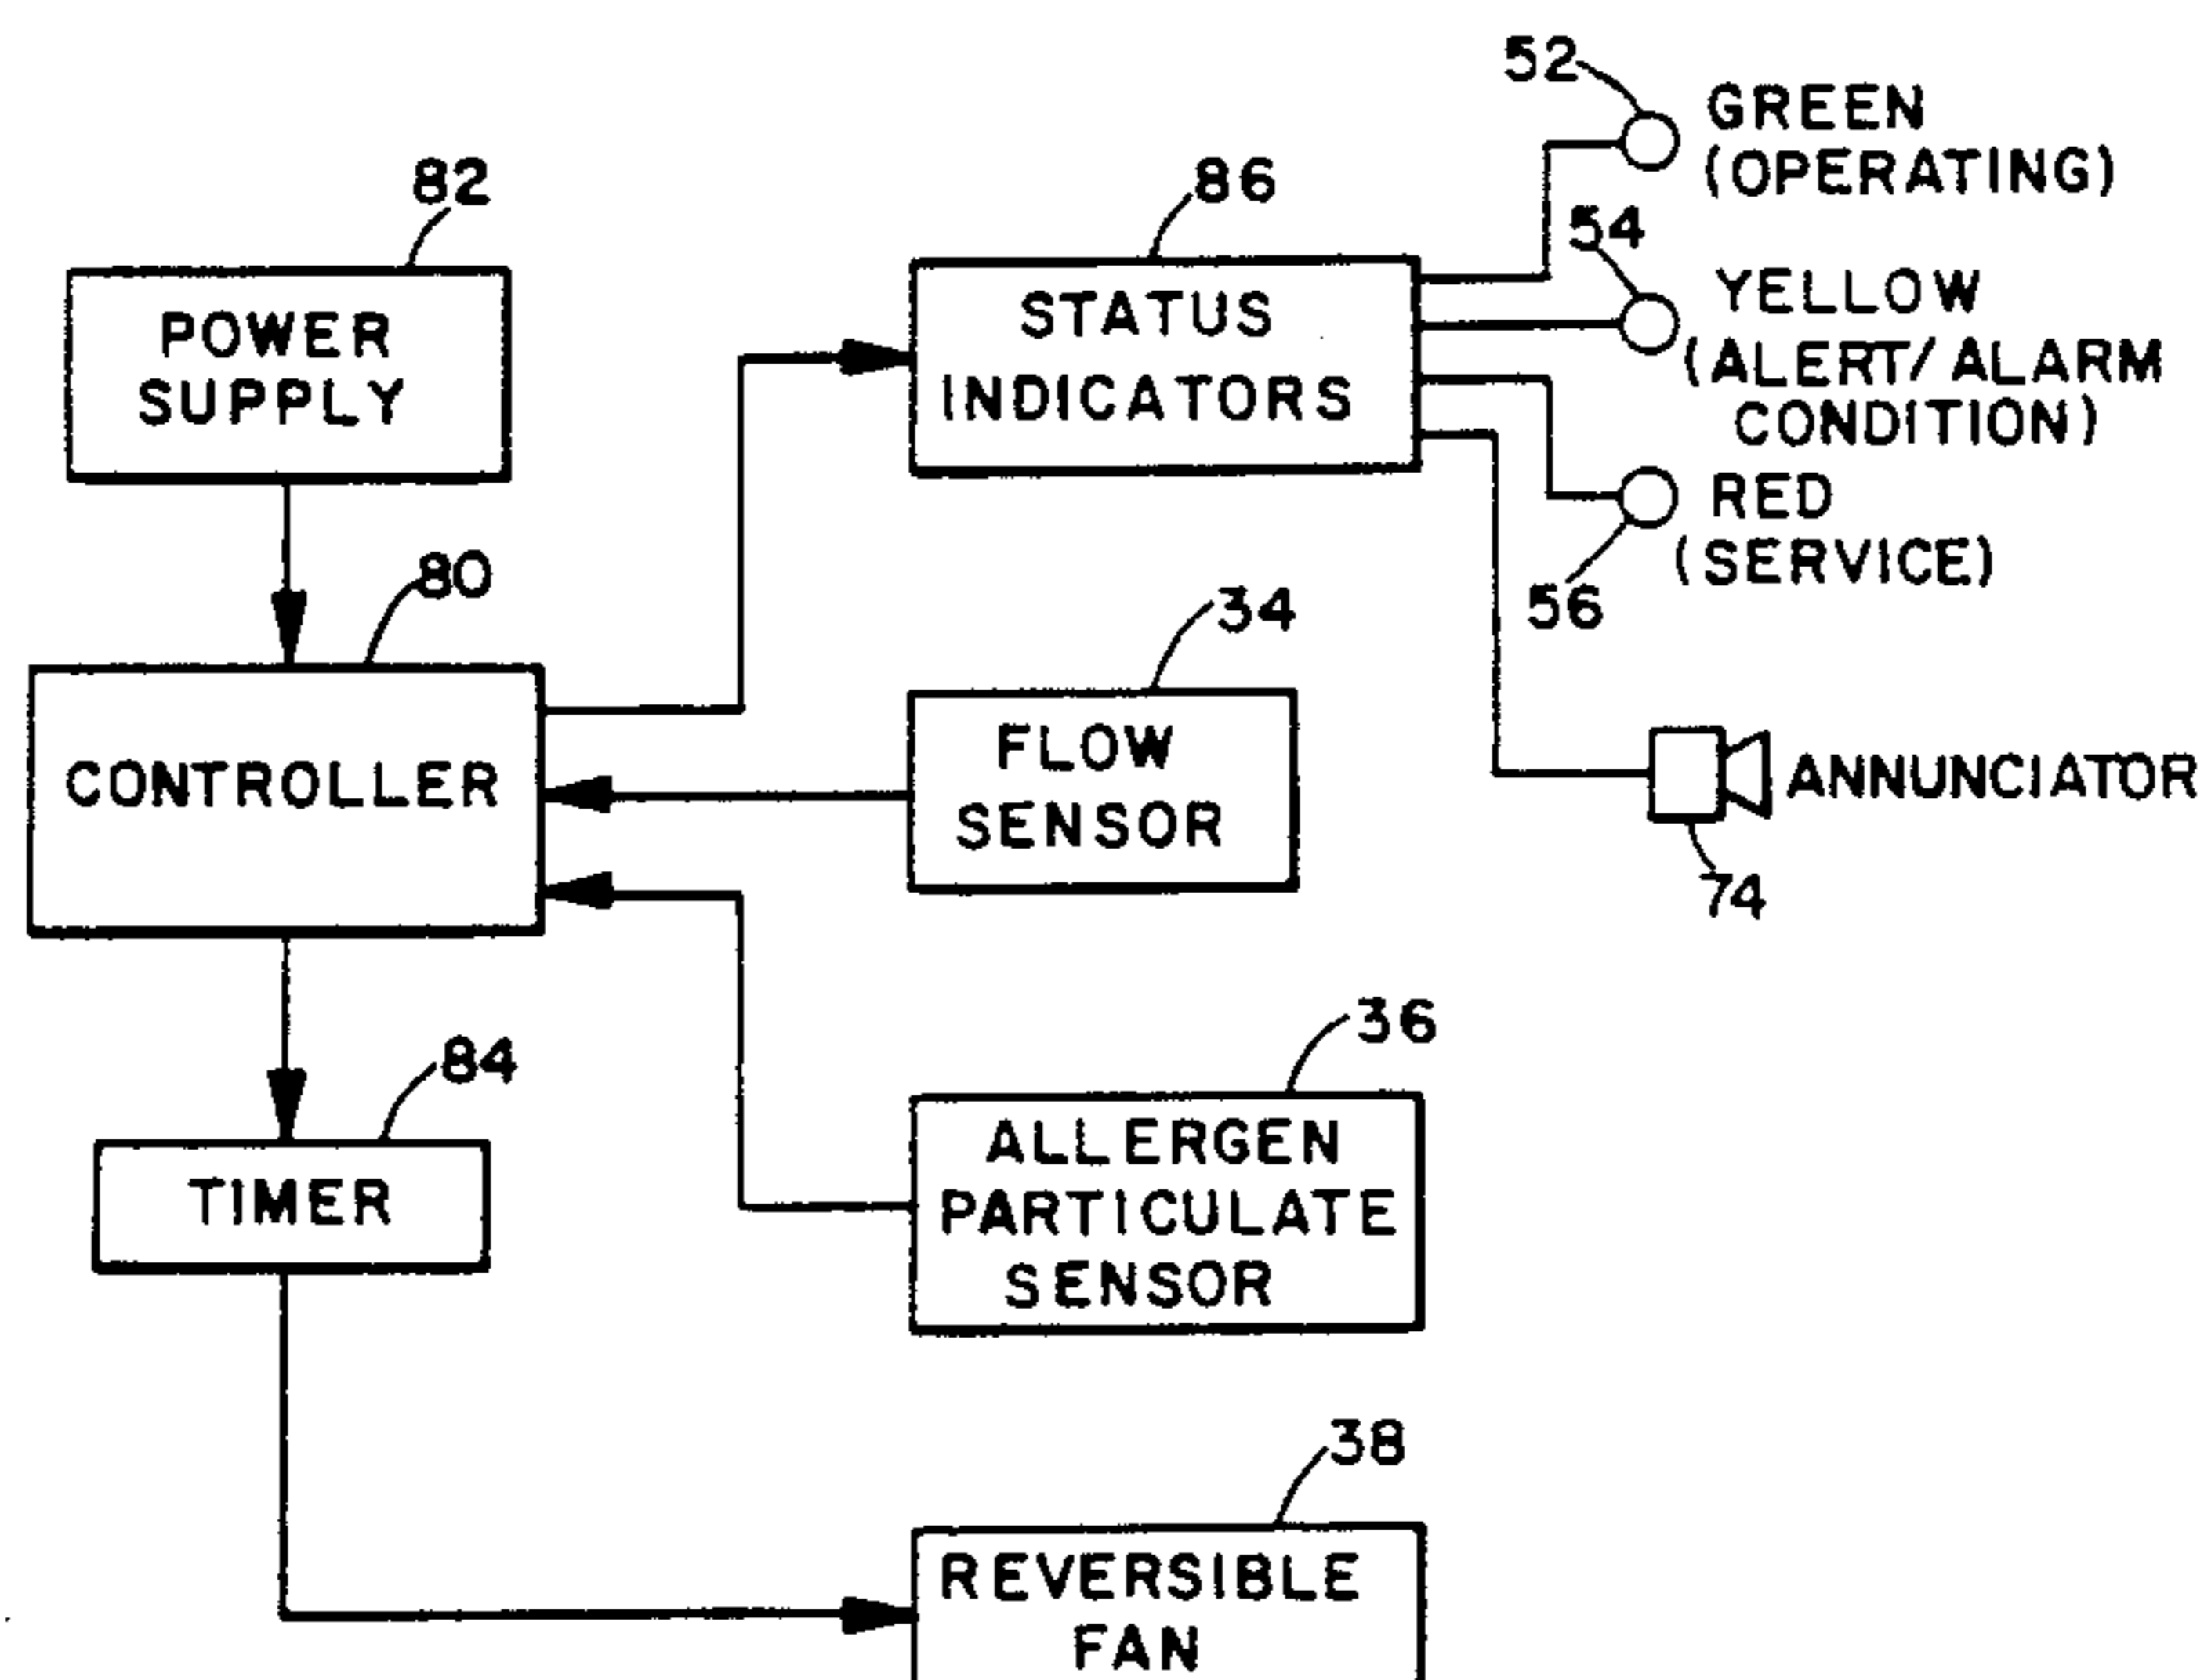 52
GREEN
(OPERATING)
82
86
54
POWER
SUPPLY
STATUS
INDICATORS
YELLOW
(ALERT/ALARM
CONDITION)
RED
(SERVICE)
56
80
34
CONTROLLER
FLOW
SENSOR
ANNUNCIATOR
74
84
36
TIMER
ALLERGEN
PARTICULATE
SENSOR
38
REVERSIBLE
FAN